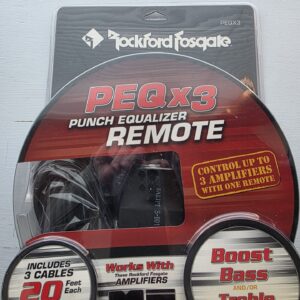 PEQX3
Rockford Fosgate
PEQx3
PUNCH EQUALIZER
REMOTE
CONTROL UP TO
3 AMPLIFIERS
WITH ONE REMOTE
INCLUDES
3 CABLES
20 Feet
Each
Works With
These Rockford Fosgate
AMPLIFIERS
Boost
Bass
AND/OR
Treble